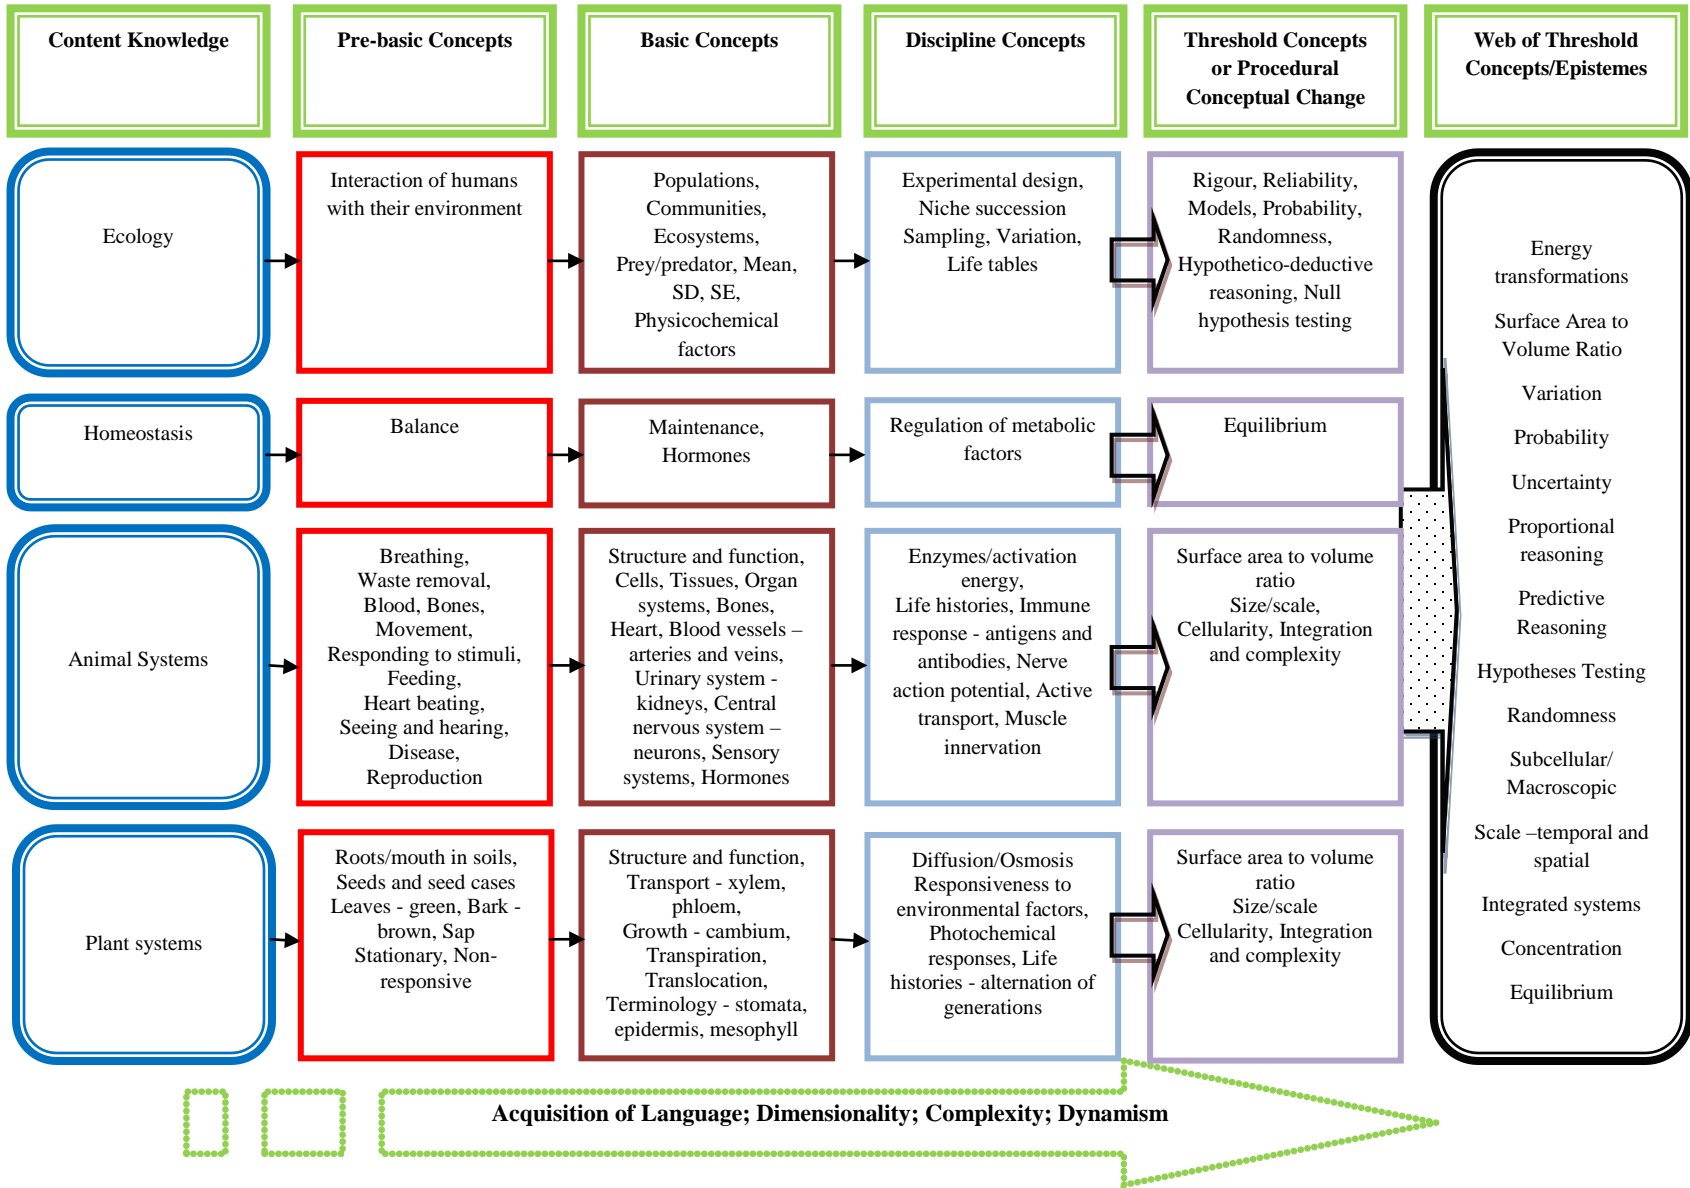 Content Knowledge
Pre-basic Concepts
Basic Concepts
Discipline Concepts
Threshold Concepts
or Procedural
Conceptual Change
Web of Threshold
Concepts/Epistemes
Ecology
Interaction of humans
with their environment
Populations,
Communities,
Ecosystems,
Prey/predator, Mean,
SD, SE,
Physicochemical
factors
Experimental design,
Niche succession
Sampling, Variation,
Life tables
Rigour, Reliability,
Models, Probability,
Randomness,
Hypothetico-deductive
reasoning, Null
hypothesis testing
Homeostasis
Balance
Maintenance,
Hormones
Regulation of metabolic
factors
Equilibrium
Animal Systems
Breathing,
Waste removal,
Blood, Bones,
Movement,
Responding to stimuli,
Feeding,
Heart beating,
Seeing and hearing,
Disease,
Reproduction
Structure and function,
Cells, Tissues, Organ
systems, Bones,
Heart, Blood vessels –
arteries and veins,
Urinary system -
kidneys, Central
nervous system –
neurons, Sensory
systems, Hormones
Enzymes/activation
energy,
Life histories, Immune
response - antigens and
antibodies, Nerve
action potential, Active
transport, Muscle
innervation
Surface area to volume
ratio
Size/scale,
Cellularity, Integration
and complexity
Plant systems
Roots/mouth in soils,
Seeds and seed cases
Leaves - green, Bark -
brown, Sap
Stationary, Non-
responsive
Structure and function,
Transport - xylem,
phloem,
Growth - cambium,
Transpiration,
Translocation,
Terminology - stomata,
epidermis, mesophyll
Diffusion/Osmosis
Responsiveness to
environmental factors,
Photochemical
responses, Life
histories - alternation of
generations
Surface area to volume
ratio
Size/scale
Cellularity, Integration
and complexity
Energy
transformations
Surface Area to
Volume Ratio
Variation
Probability
Uncertainty
Proportional
reasoning
Predictive
Reasoning
Hypotheses Testing
Randomness
Subcellular/
Macroscopic
Scale –temporal and
spatial
Integrated systems
Concentration
Equilibrium
Acquisition of Language; Dimensionality; Complexity; Dynamism